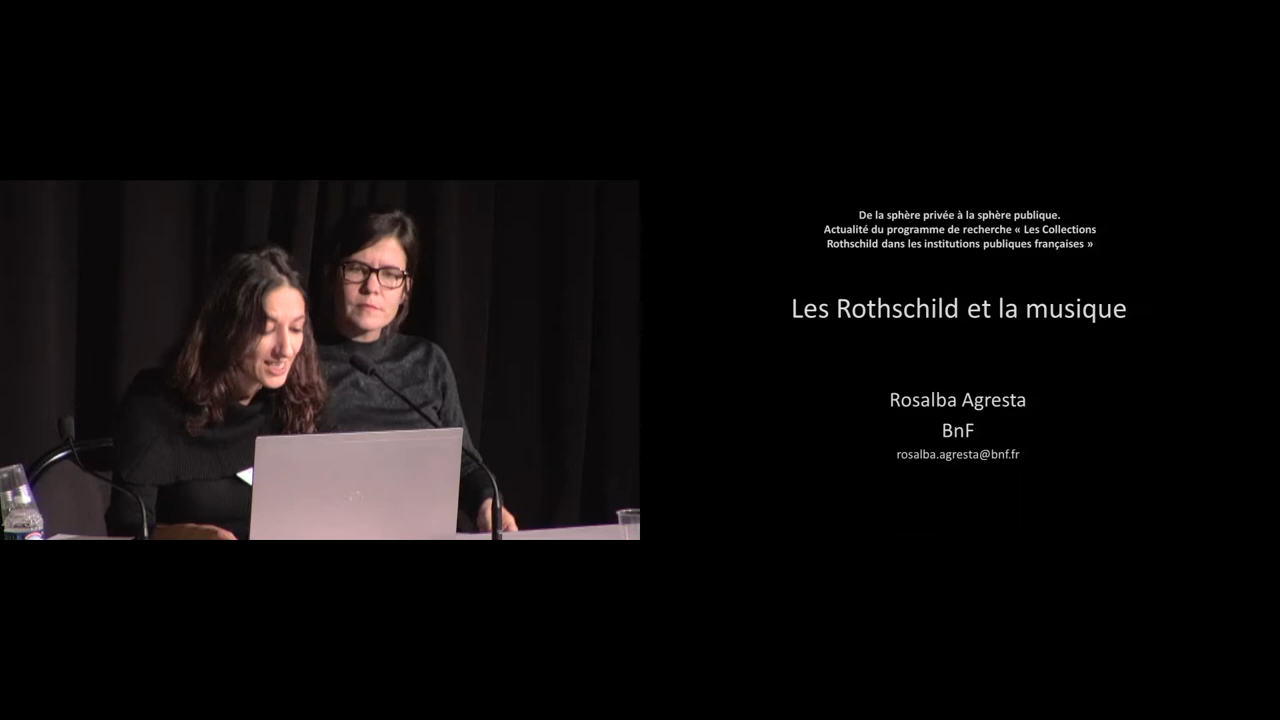 De la sphère privée à la sphère publique.
Actualité du programme de recherche « Les Collections
Rothschild dans les institutions publiques françaises »
Les Rothschild et la musique
Rosalba Agresta
BnF
rosalba.agresta@bnf.fr